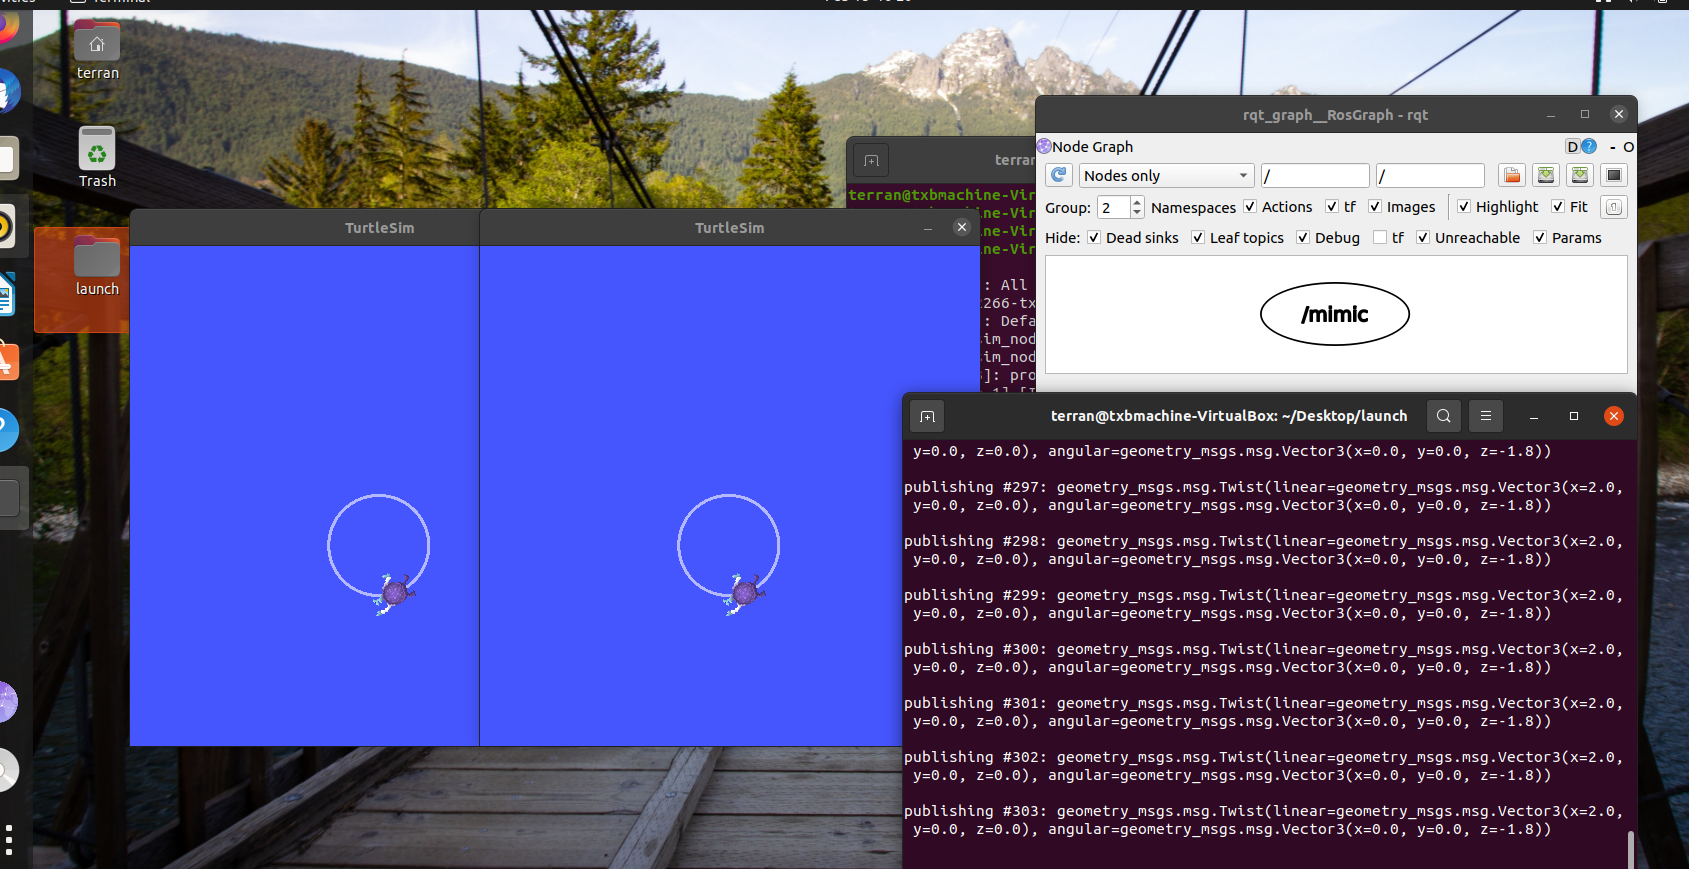 Terminal
terran
Trash
launch
TurtleSim
TurtleSim
terran
terran@txbmachine-Vir
ine-Vir
ine-Vir
ine-Vir
: All
266-tx
: Defa
im_nod
im_nod
]: pro
rqt_graph__RosGraph - rqt
Node Graph
D ? - O
Nodes only / /
Group: 2 Namespaces Actions tf Images Highlight Fit
Hide: Dead sinks Leaf topics Debug tf Unreachable Params
/mimic
terran@txbmachine-VirtualBox: ~/Desktop/launch
y=0.0, z=0.0), angular=geometry_msgs.msg.Vector3(x=0.0, y=0.0, z=-1.8))
publishing #297: geometry_msgs.msg.Twist(linear=geometry_msgs.msg.Vector3(x=2.0,
y=0.0, z=0.0), angular=geometry_msgs.msg.Vector3(x=0.0, y=0.0, z=-1.8))
publishing #298: geometry_msgs.msg.Twist(linear=geometry_msgs.msg.Vector3(x=2.0,
y=0.0, z=0.0), angular=geometry_msgs.msg.Vector3(x=0.0, y=0.0, z=-1.8))
publishing #299: geometry_msgs.msg.Twist(linear=geometry_msgs.msg.Vector3(x=2.0,
y=0.0, z=0.0), angular=geometry_msgs.msg.Vector3(x=0.0, y=0.0, z=-1.8))
publishing #300: geometry_msgs.msg.Twist(linear=geometry_msgs.msg.Vector3(x=2.0,
y=0.0, z=0.0), angular=geometry_msgs.msg.Vector3(x=0.0, y=0.0, z=-1.8))
publishing #301: geometry_msgs.msg.Twist(linear=geometry_msgs.msg.Vector3(x=2.0,
y=0.0, z=0.0), angular=geometry_msgs.msg.Vector3(x=0.0, y=0.0, z=-1.8))
publishing #302: geometry_msgs.msg.Twist(linear=geometry_msgs.msg.Vector3(x=2.0,
y=0.0, z=0.0), angular=geometry_msgs.msg.Vector3(x=0.0, y=0.0, z=-1.8))
publishing #303: geometry_msgs.msg.Twist(linear=geometry_msgs.msg.Vector3(x=2.0,
y=0.0, z=0.0), angular=geometry_msgs.msg.Vector3(x=0.0, y=0.0, z=-1.8))